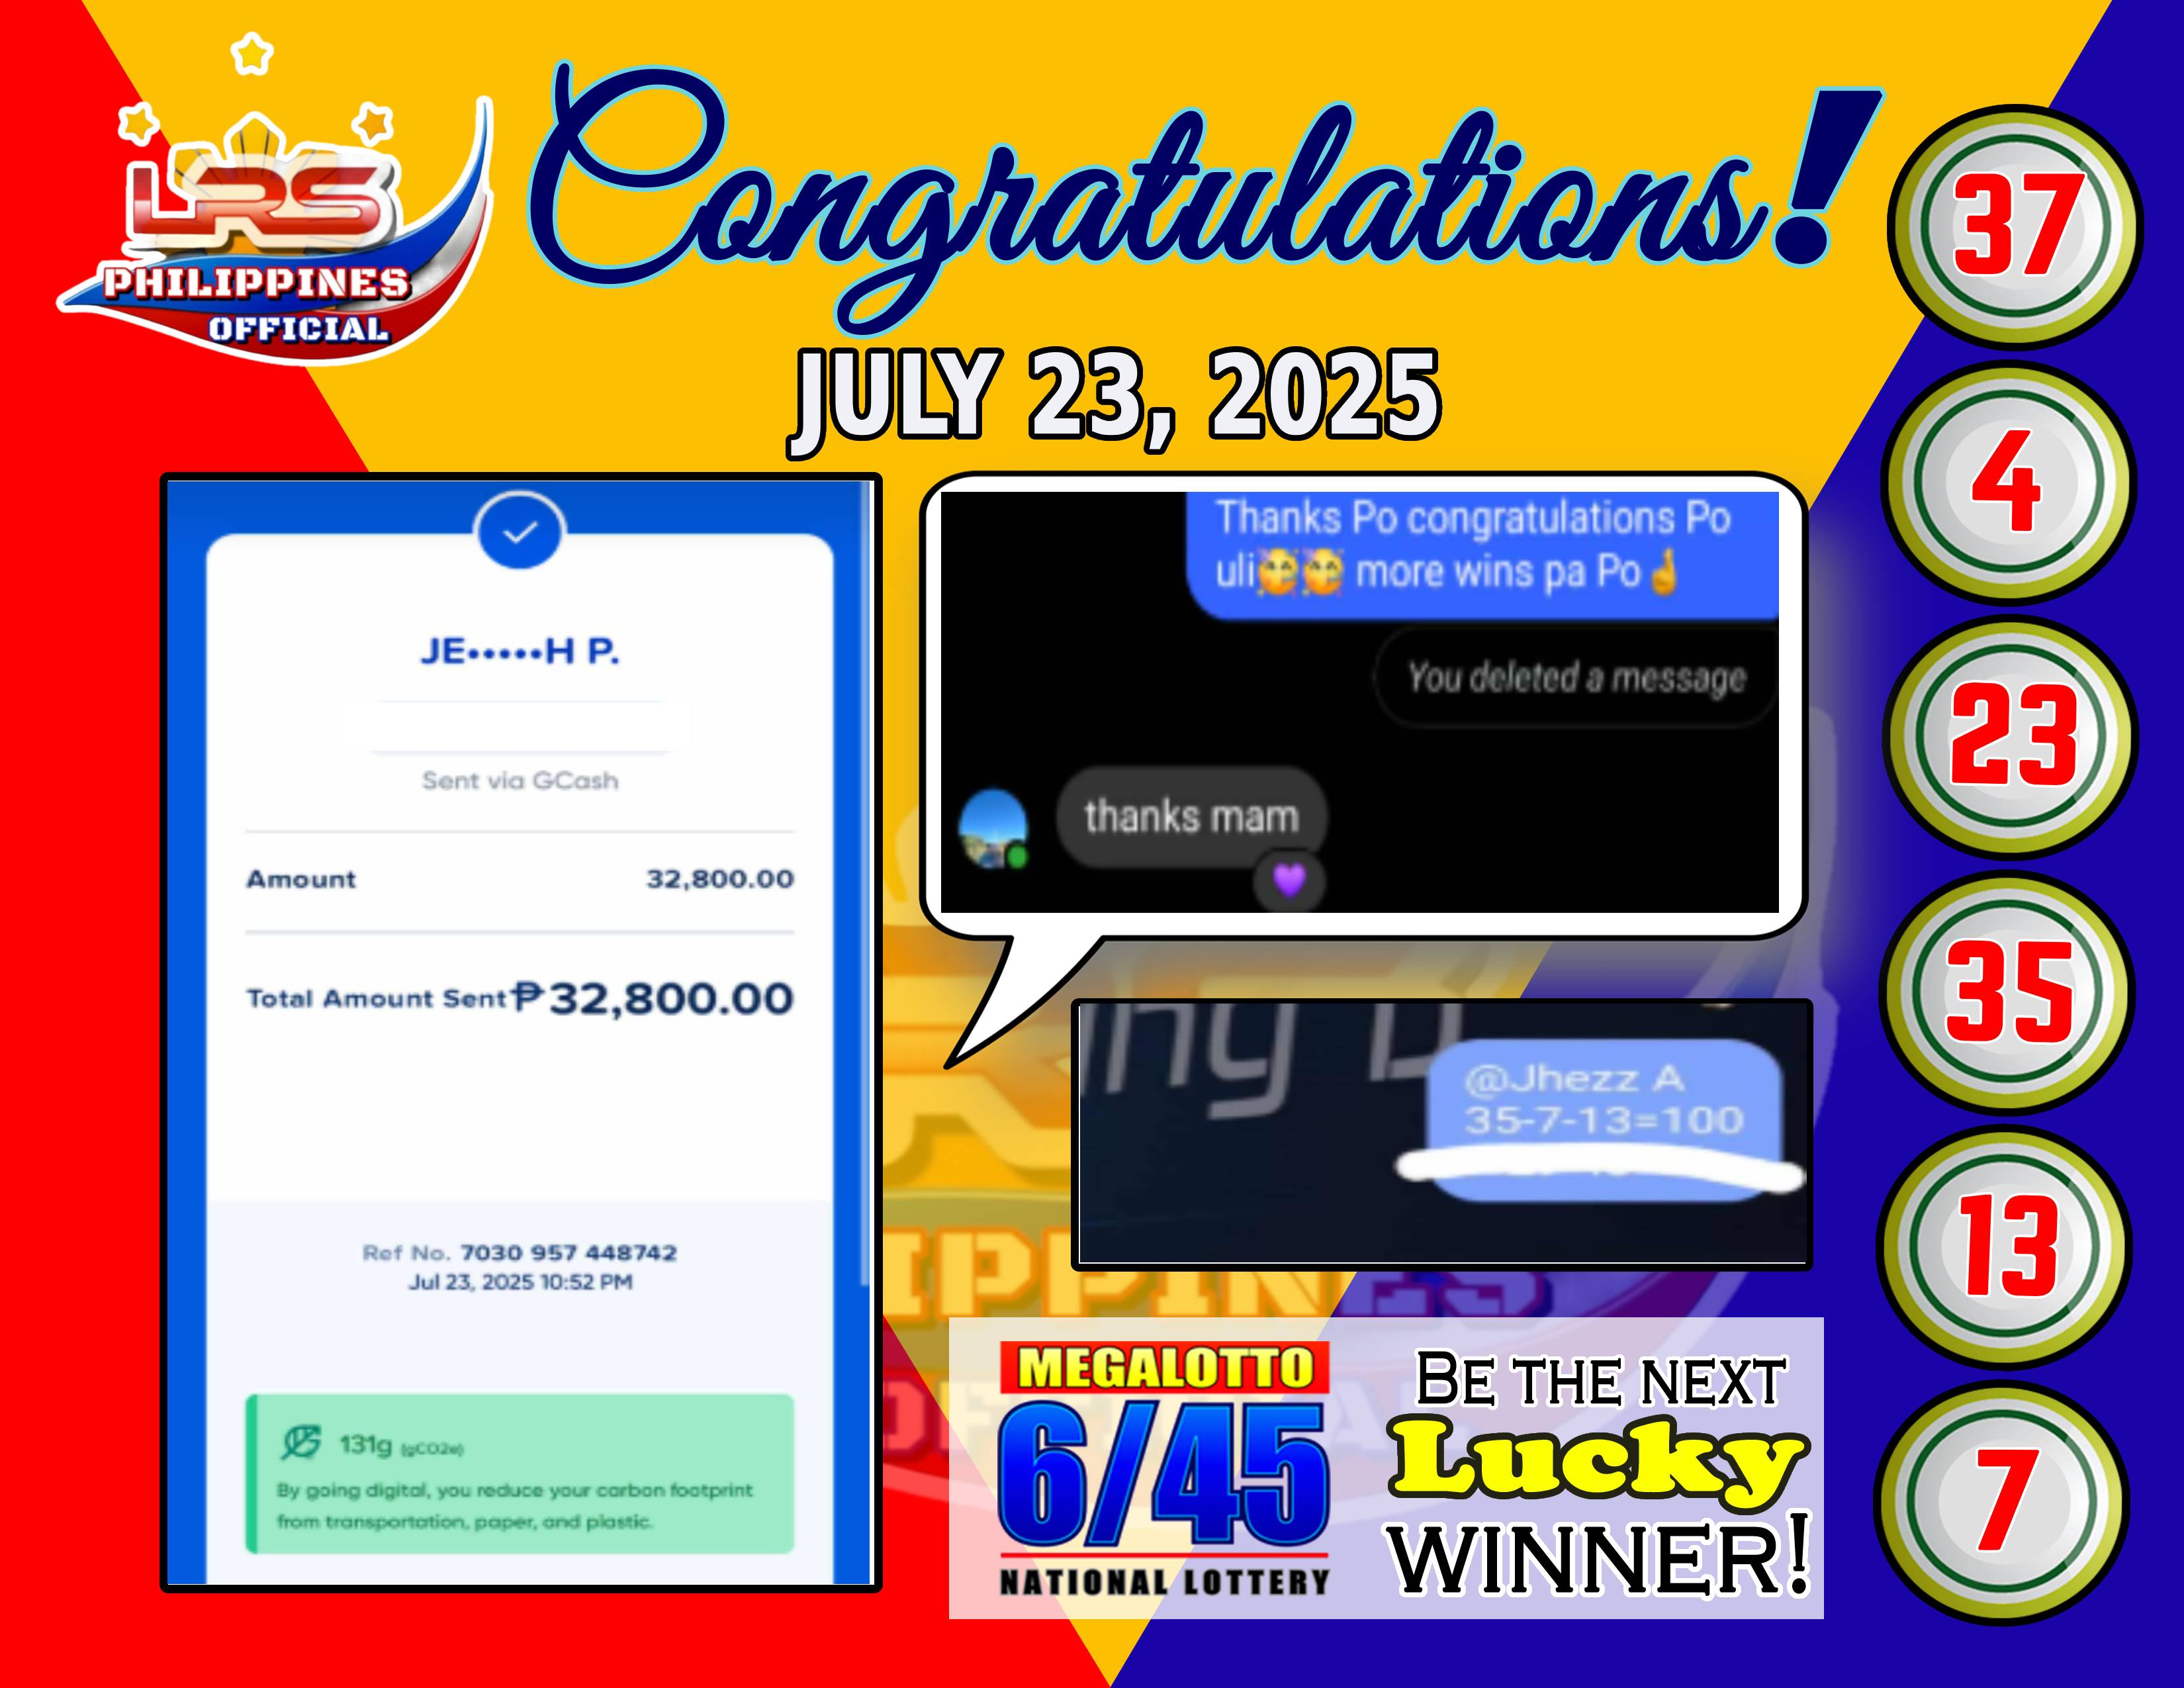 LRS
PHILIPPINES
OFFICIAL
Congratulations!
JULY 23, 2025
JE•••••H P.
Sent via GCash
Amount 32,800.00
Total Amount Sent ₱32,800.00
Ref No. 7030 957 448742
Jul 23, 2025 10:52 PM
131g (gCO2e)
By going digital, you reduce your carbon footprint
from transportation, paper, and plastic.
Thanks Po congratulations Po
uli🥳🥳 more wins pa Po🤞
You deleted a message
thanks mam
💜
@Jhezz A
35-7-13=100
MEGALOTTO
6/45
NATIONAL LOTTERY
BE THE NEXT
Lucky
WINNER!
37
4
23
35
13
7